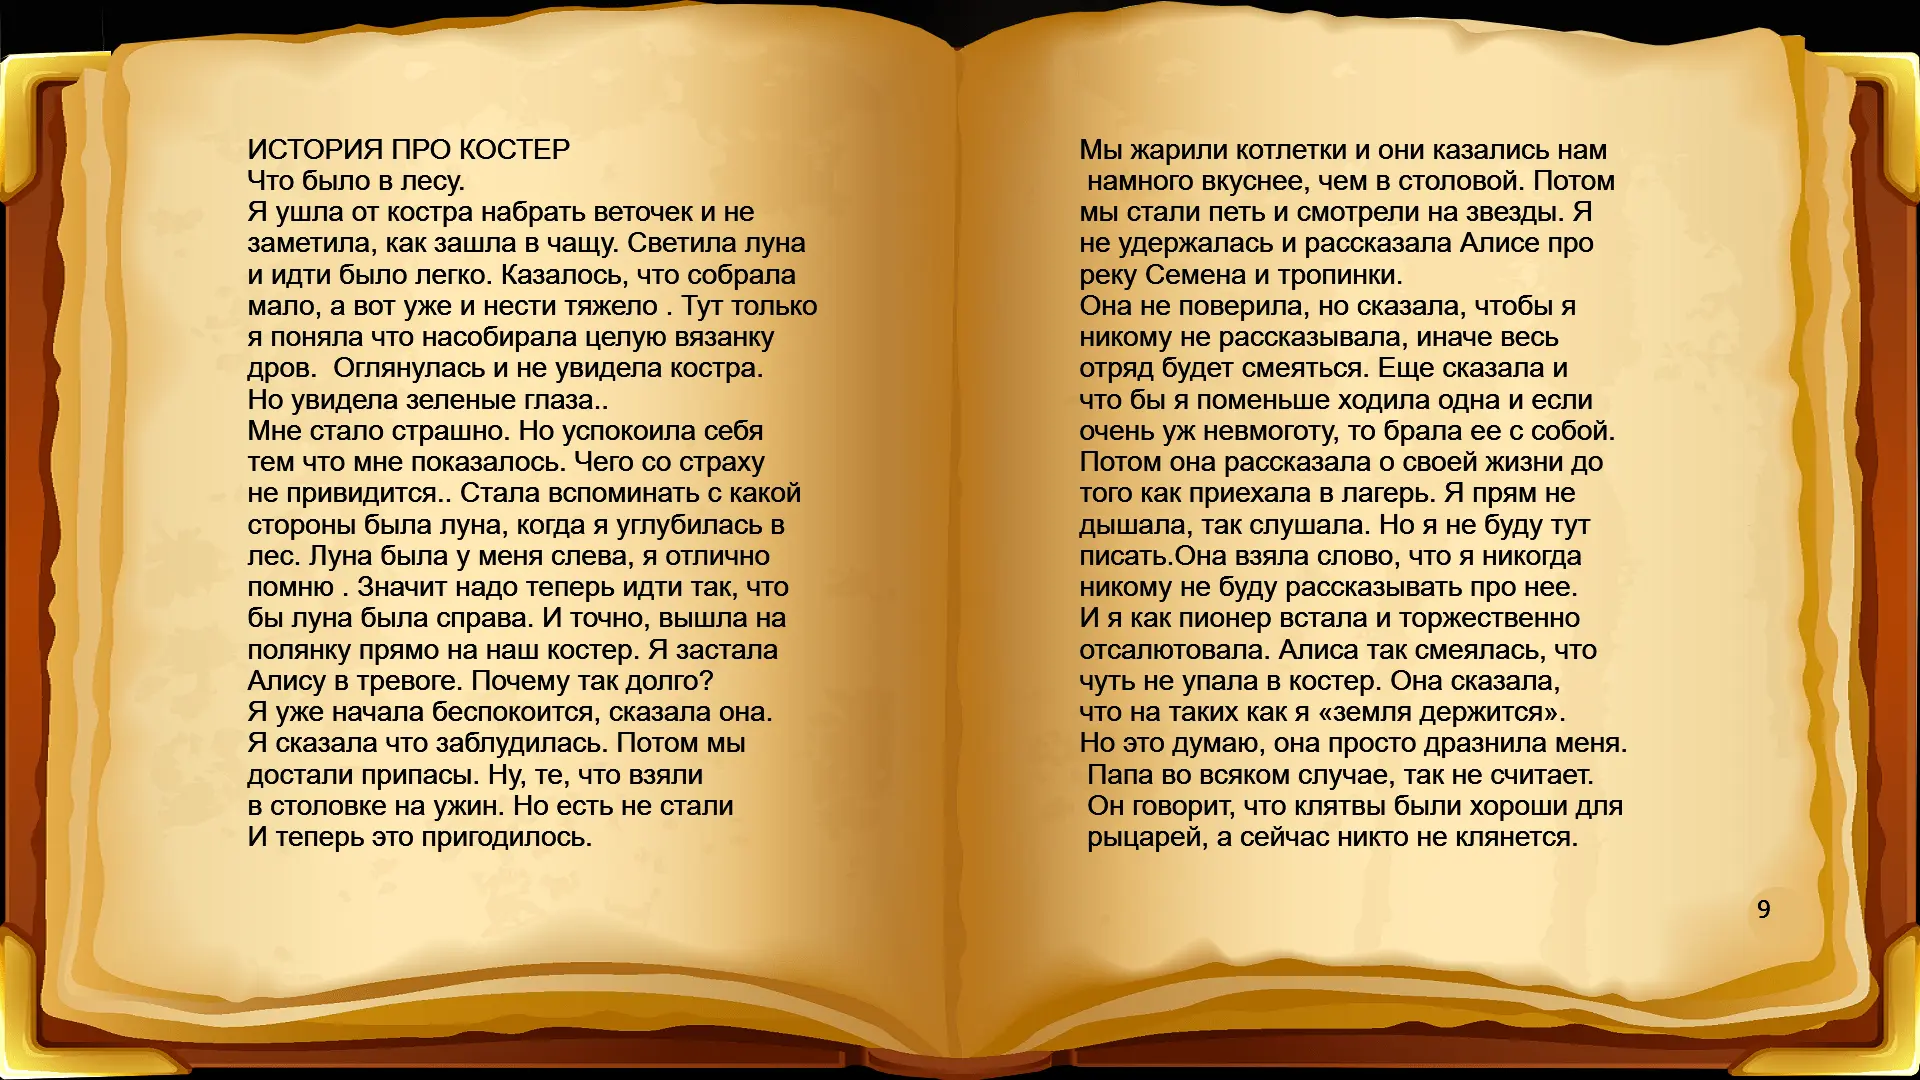 ИСТОРИЯ ПРО КОСТЕР
Что было в лесу.
Я ушла от костра набрать веточек и не
заметила, как зашла в чащу. Светила луна
и идти было легко. Казалось, что собрала
мало, а вот уже и нести тяжело . Тут только
я поняла что насобирала целую вязанку
дров.  Оглянулась и не увидела костра.
Но увидела зеленые глаза..
Мне стало страшно. Но успокоила себя
тем что мне показалось. Чего со страху
не привидится.. Стала вспоминать с какой
стороны была луна, когда я углубилась в
лес. Луна была у меня слева, я отлично
помню . Значит надо теперь идти так, что
бы луна была справа. И точно, вышла на
полянку прямо на наш костер. Я застала
Алису в тревоге. Почему так долго?
Я уже начала беспокоится, сказала она.
Я сказала что заблудилась. Потом мы
достали припасы. Ну, те, что взяли
в столовке на ужин. Но есть не стали
И теперь это пригодилось.
Мы жарили котлетки и они казались нам
намного вкуснее, чем в столовой. Потом
мы стали петь и смотрели на звезды. Я
не удержалась и рассказала Алисе про
реку Семена и тропинки.
Она не поверила, но сказала, чтобы я
никому не рассказывала, иначе весь
отряд будет смеяться. Еще сказала и
что бы я поменьше ходила одна и если
очень уж невмоготу, то брала ее с собой.
Потом она рассказала о своей жизни до
того как приехала в лагерь. Я прям не
дышала, так слушала. Но я не буду тут
писать.Она взяла слово, что я никогда
никому не буду рассказывать про нее.
И я как пионер встала и торжественно
отсалютовала. Алиса так смеялась, что
чуть не упала в костер. Она сказала,
что на таких как я «земля держится».
Но это думаю, она просто дразнила меня.
Папа во всяком случае, так не считает.
Он говорит, что клятвы были хороши для
рыцарей, а сейчас никто не клянется.
9